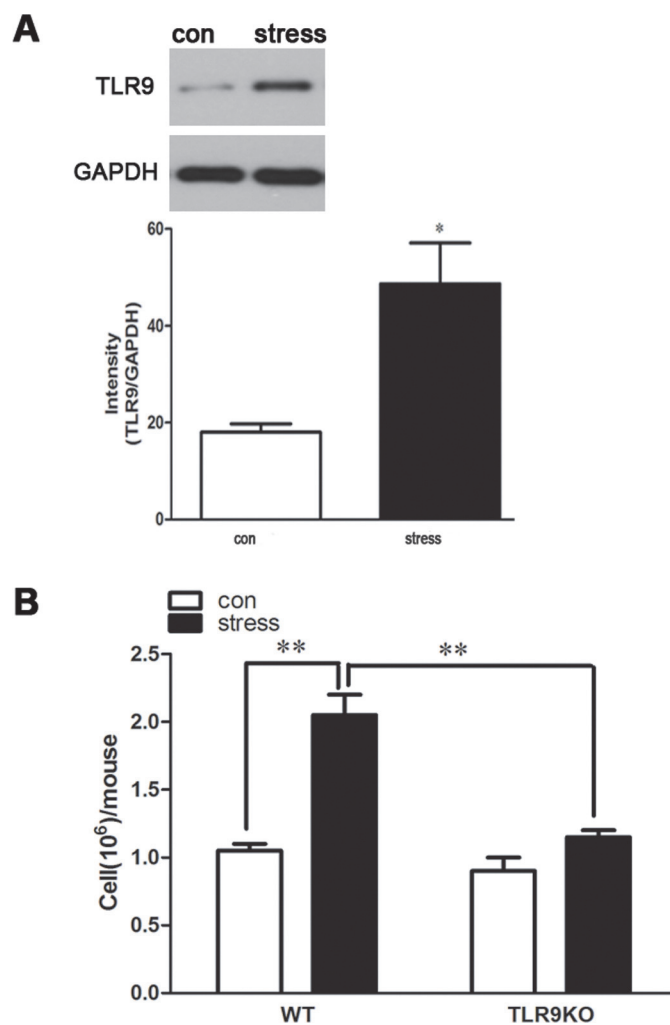 A
con stress
TLR9
GAPDH
Intensity
(TLR9/GAPDH)
60
40
20
0
*
con
stress
B
con
stress
Cell(10⁶)/mouse
2.5
2.0
1.5
1.0
0.5
0.0
**
**
WT
TLR9KO